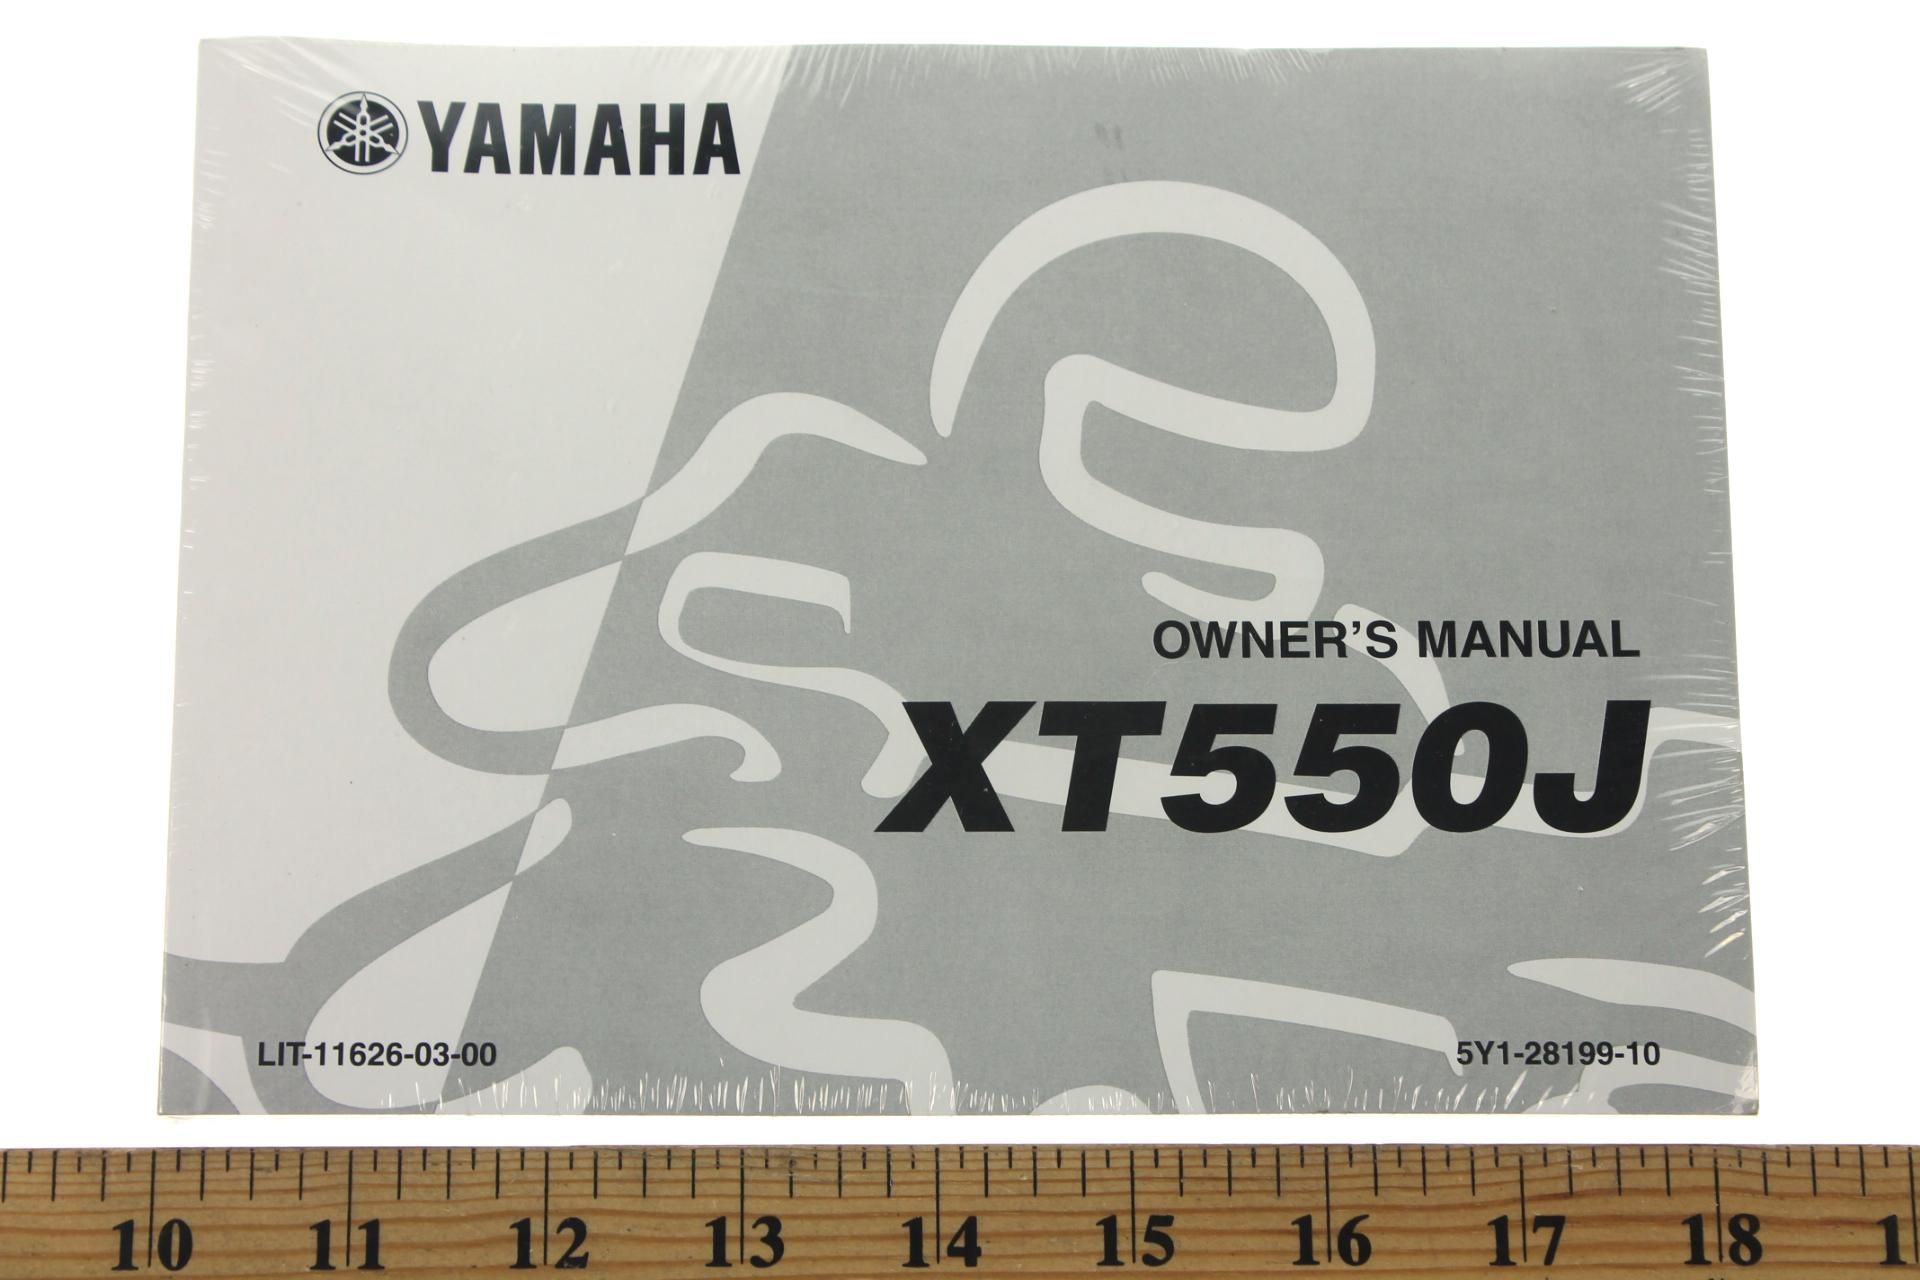 YAMAHA
OWNER'S MANUAL
XT550J
LIT-11626-03-00 5Y1-28199-10
10 11 12 13 14 15 16 17 18 1